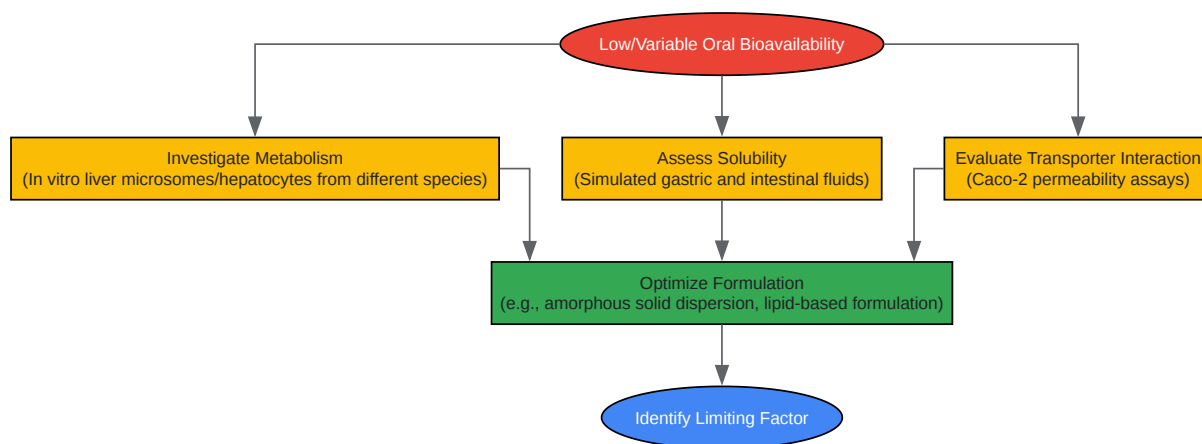 Low/Variable Oral Bioavailability
Investigate Metabolism
(In vitro liver microsomes/hepatocytes from different species)
Assess Solubility
(Simulated gastric and intestinal fluids)
Evaluate Transporter Interaction
(Caco-2 permeability assays)
Optimize Formulation
(e.g., amorphous solid dispersion, lipid-based formulation)
Identify Limiting Factor